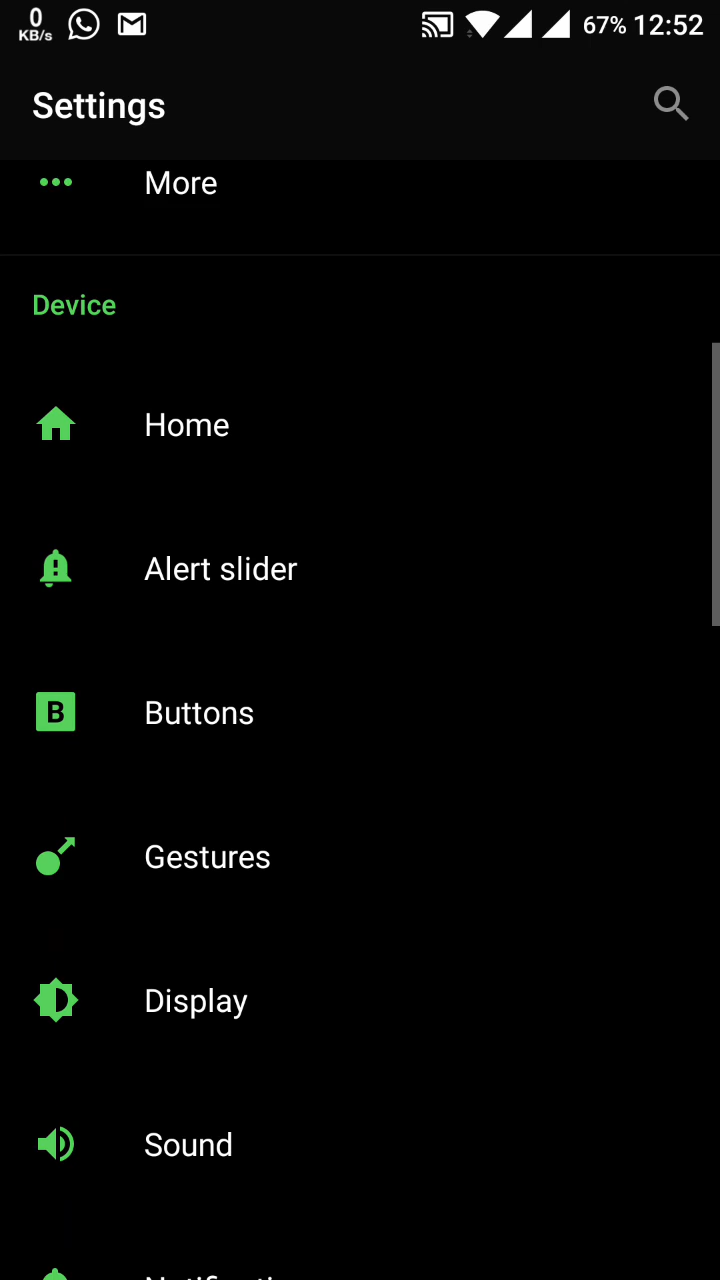 0
KB/s
67% 12:52
Settings
More
Device
Home
Alert slider
B
Buttons
Gestures
Display
Sound